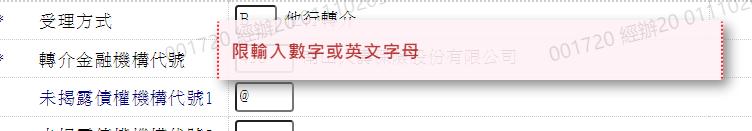 受理方式 B 他行轉介
* 轉介金融機構代號 股份有限公司
限輸入數字或英文字母
未揭露債權機構代號1 @
001720 經辦20 011
001720 經辦20 0110